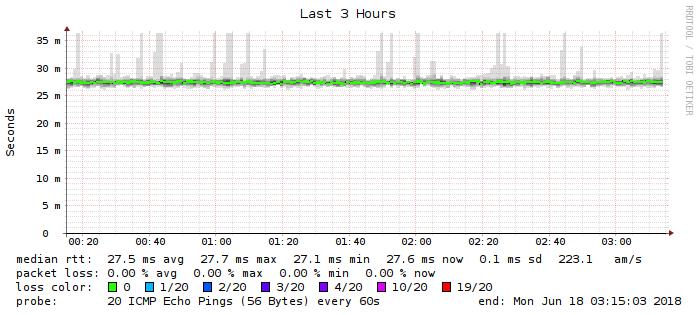 Last 3 Hours
RRDTOOL / TOBI OETIKER
Seconds
35 m
30 m
25 m
20 m
15 m
10 m
5 m
0
00:20 00:40 01:00 01:20 01:40 02:00 02:20 02:40 03:00
median rtt: 27.5 ms avg 27.7 ms max 27.1 ms min 27.6 ms now 0.1 ms sd 223.1 am/s
packet loss: 0.00 % avg 0.00 % max 0.00 % min 0.00 % now
loss color: 0 1/20 2/20 3/20 4/20 10/20 19/20
probe: 20 ICMP Echo Pings (56 Bytes) every 60s end: Mon Jun 18 03:15:03 2018